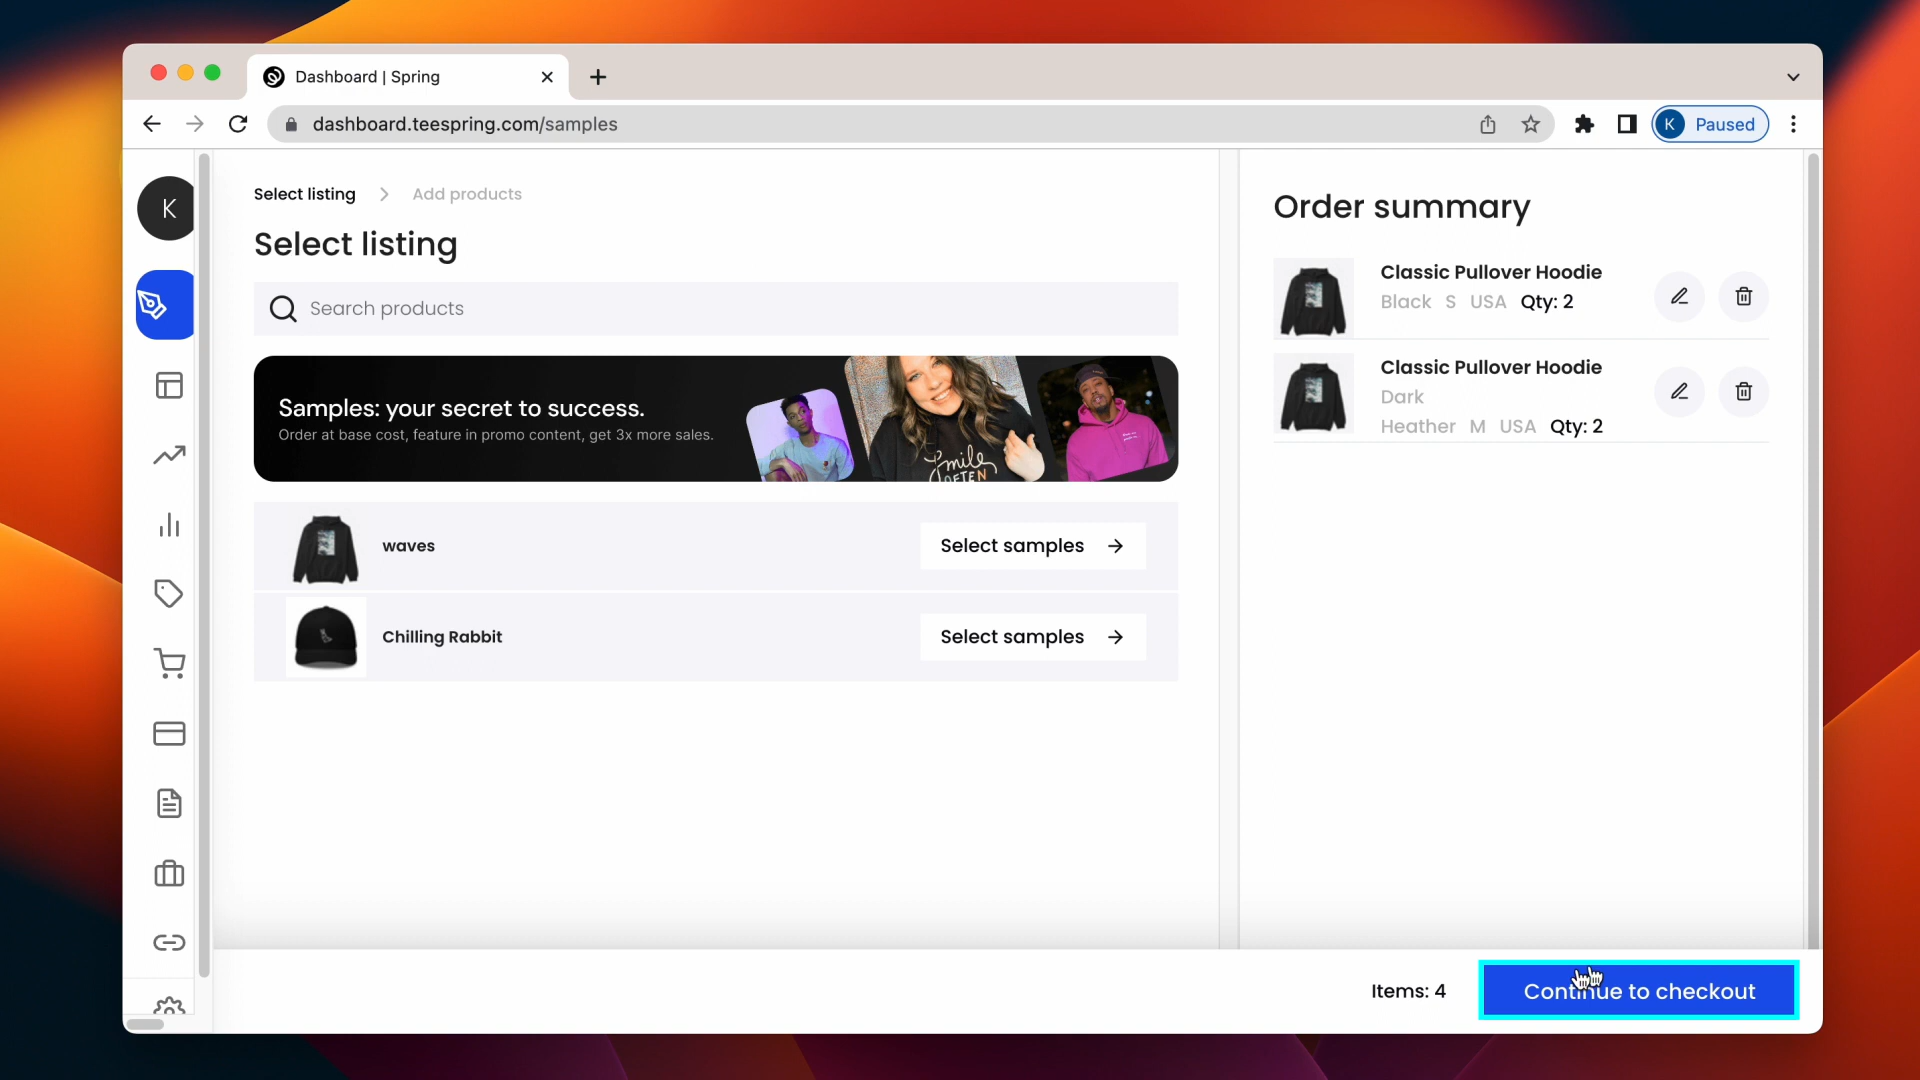 Dashboard | Spring
dashboard.teespring.com/samples
K Paused
K
Select listing
Add products
Select listing
Search products
Samples: your secret to success.
Order at base cost, feature in promo content, get 3x more sales.
Smile
OFTEN
waves
Select samples
Chilling Rabbit
Select samples
Order summary
Classic Pullover Hoodie
Black S USA Qty: 2
Classic Pullover Hoodie
Dark
Heather M USA Qty: 2
Items: 4
Continue to checkout